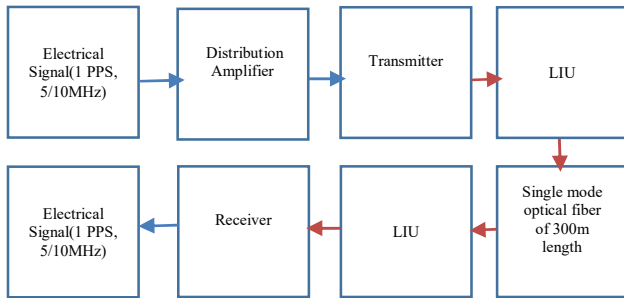 Electrical
Signal(1 PPS,
5/10MHz)
Distribution
Amplifier
Transmitter
LIU
Electrical
Signal(1 PPS,
5/10MHz)
Receiver
LIU
Single mode
optical fiber
of 300m
length